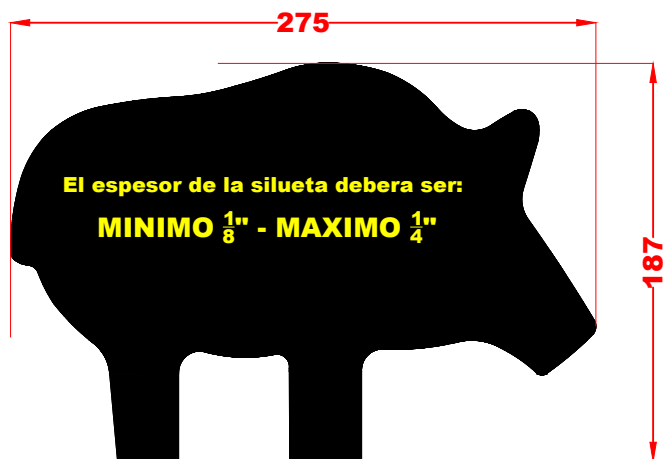 275
El espesor de la silueta debera ser:
MINIMO 1/8" - MAXIMO 1/4"
187